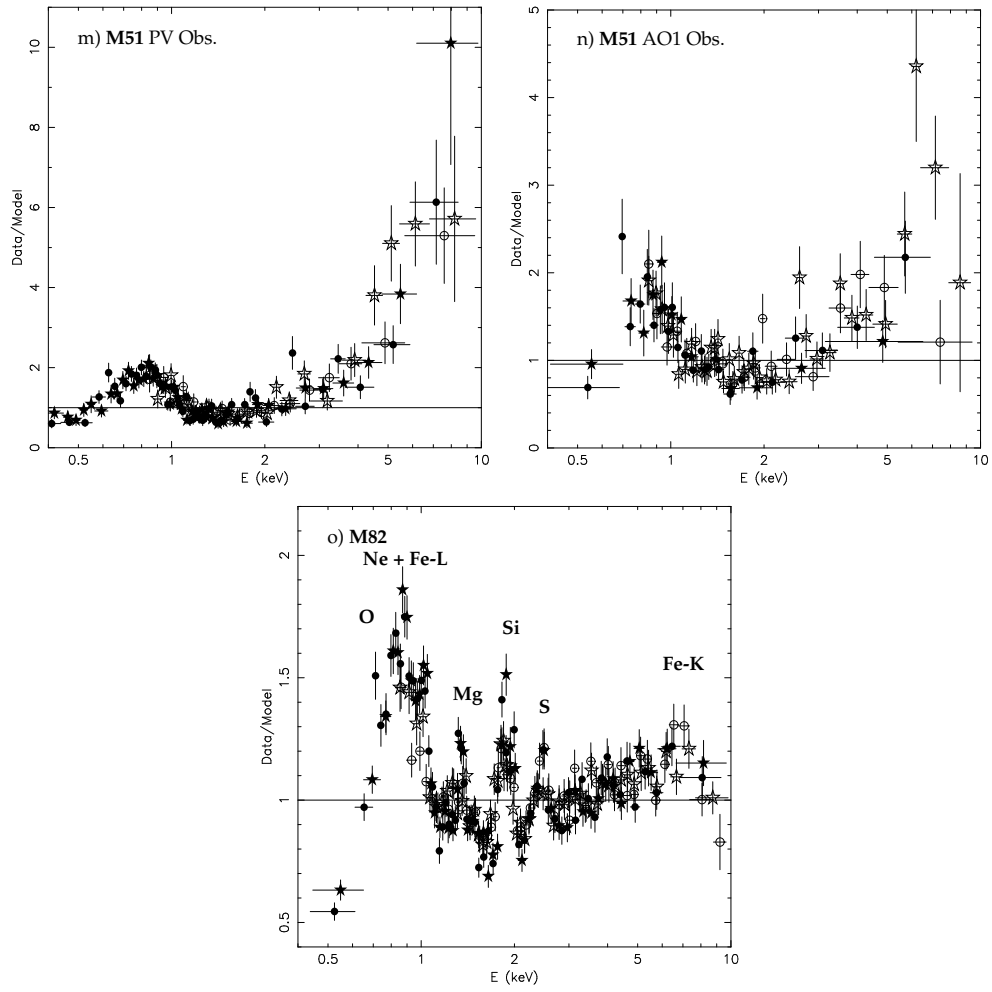 m) M51 PV Obs.
Data/Model
0
2
4
6
8
10
0.5
1
2
5
10
E (keV)
n) M51 AO1 Obs.
Data/Model
0
1
2
3
4
5
0.5
1
2
5
10
E (keV)
o) M82
Ne + Fe-L
O
Mg
Si
S
Fe-K
Data/Model
0.5
1
1.5
2
0.5
1
2
5
10
E (keV)